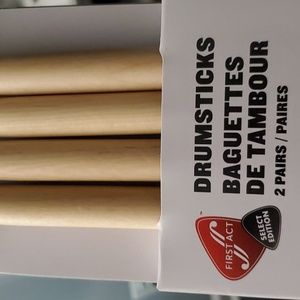 DRUMSTICKS
BAGUETTES
DE TAMBOUR
2 PAIRS / PAIRES
FIRST ACT
SELECT
EDITION